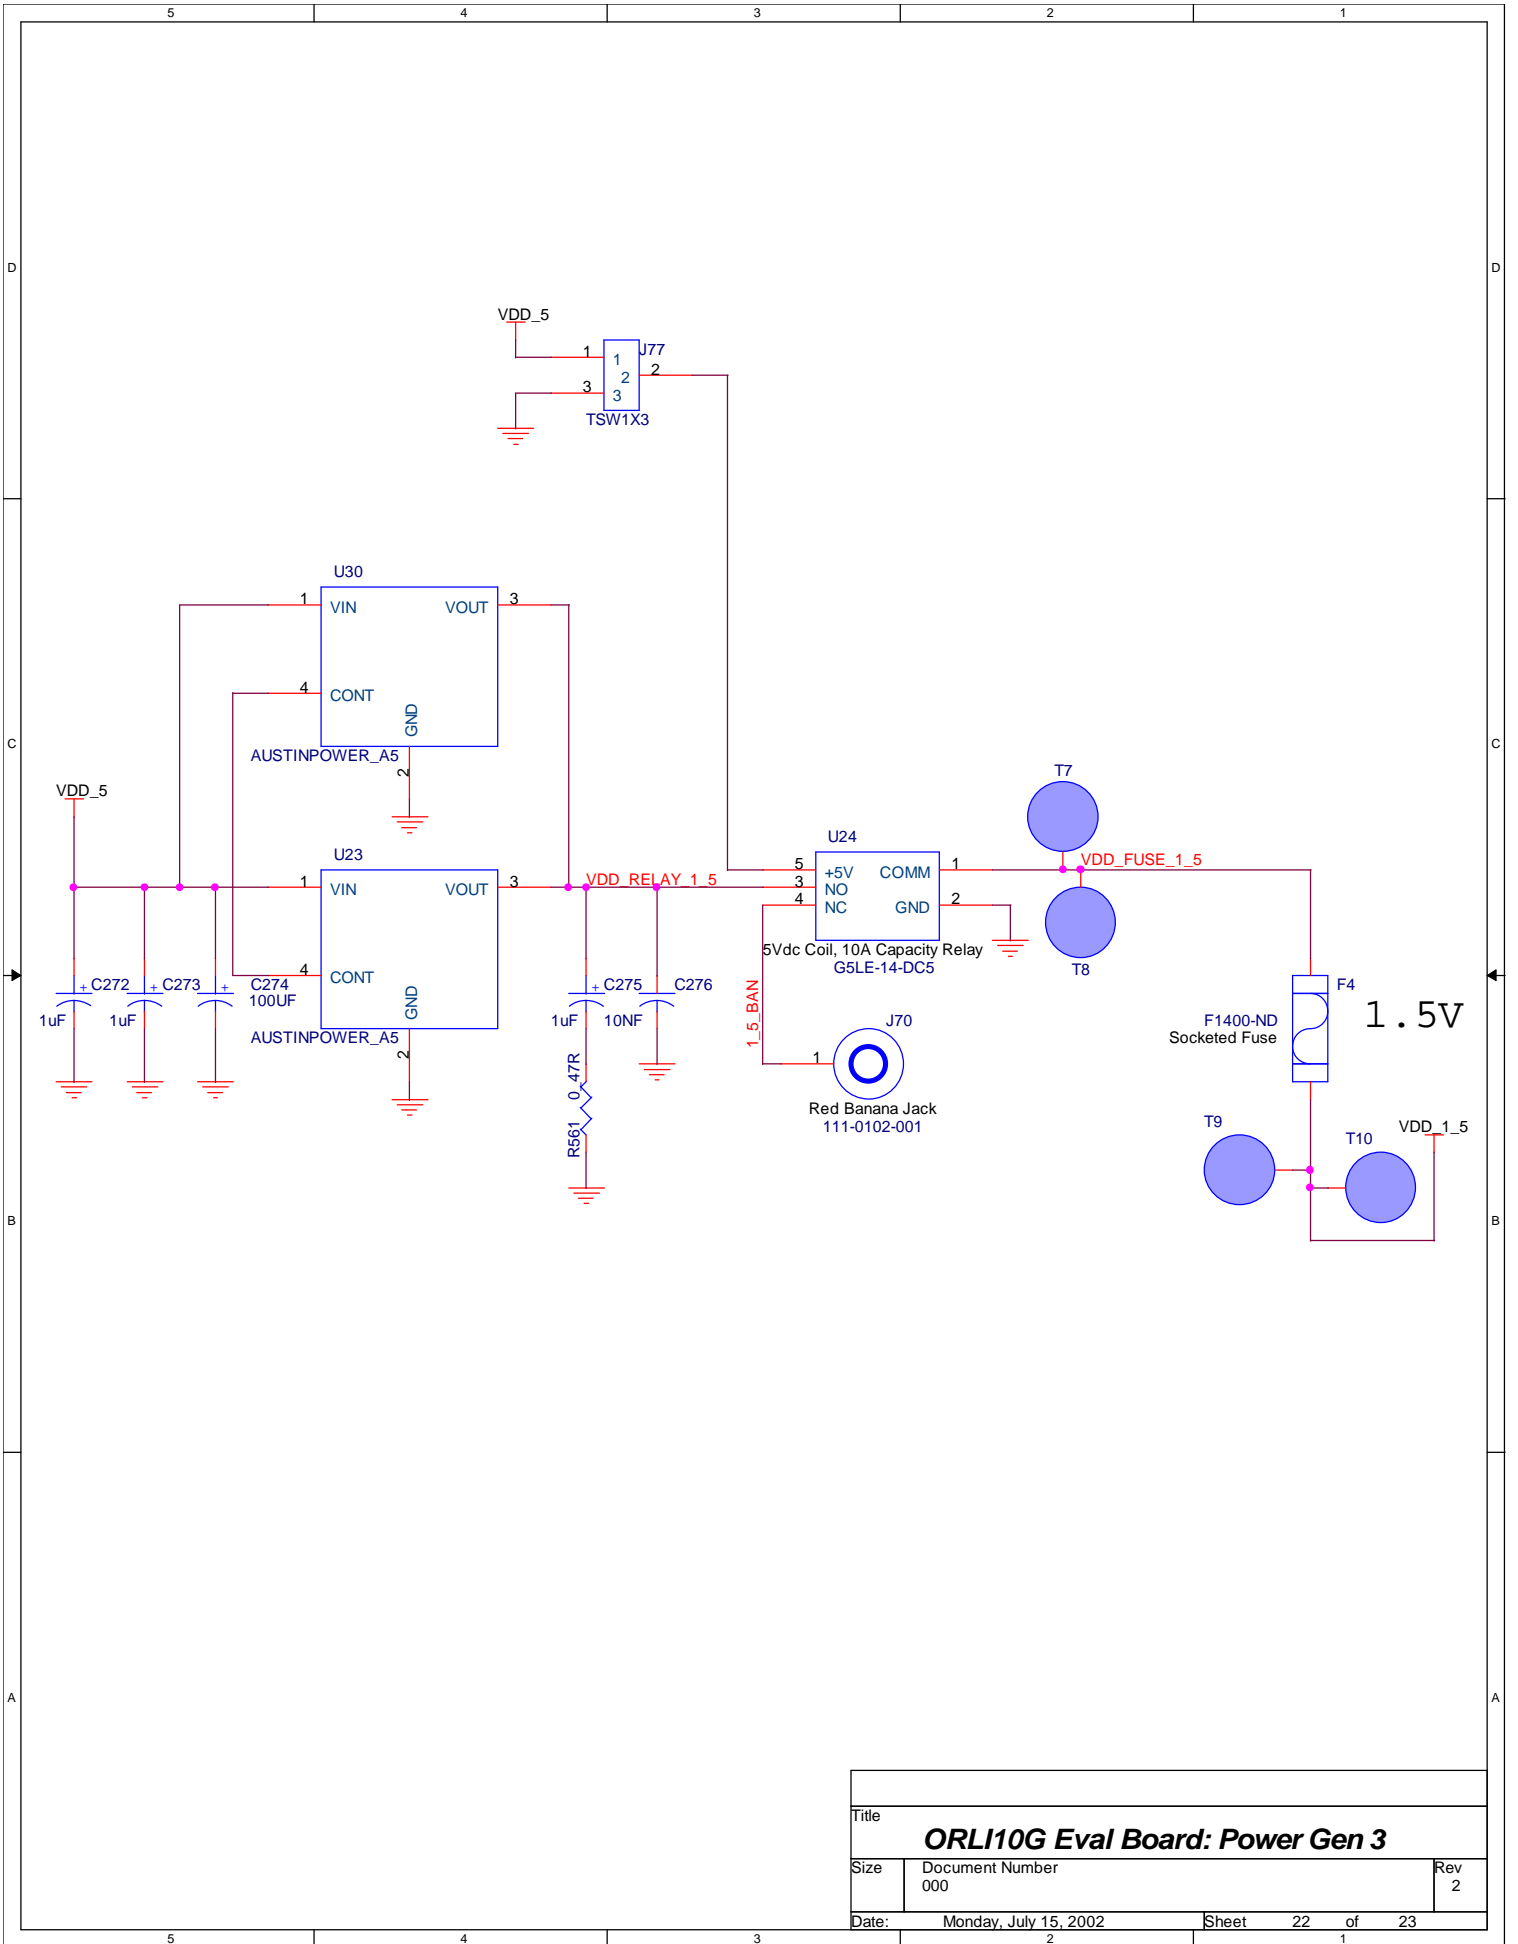 5 4 3 2 1
D D
VDD_5
J77
1 1
2 2
3 3
TSW1X3
U30
1 VIN VOUT 3
4 CONT
GND
C C
AUSTINPOWER_A5
2
T7
VDD_5
U24
U23
VDD_FUSE_1_5
5 +5V COMM 1
1 VIN VOUT 3
VDD_RELAY_1_5
3 NO
4 NC GND 2
5Vdc Coil, 10A Capacity Relay
G5LE-14-DC5
T8
4 CONT
+ C272
+ C273
+ C274
100UF
+ C275
C276
F4
1uF
1uF
1uF
10NF
GND
1_5_BAN
J70
F1400-ND
Socketed Fuse
1.5V
AUSTINPOWER_A5
2
1
R561 0_47R
Red Banana Jack
111-0102-001
T9
T10
VDD_1_5
B B
A A
Title
ORLI10G Eval Board: Power Gen 3
Size Document Number Rev
000 2
Date: Monday, July 15, 2002 Sheet 22 of 23
5 4 3 2 1